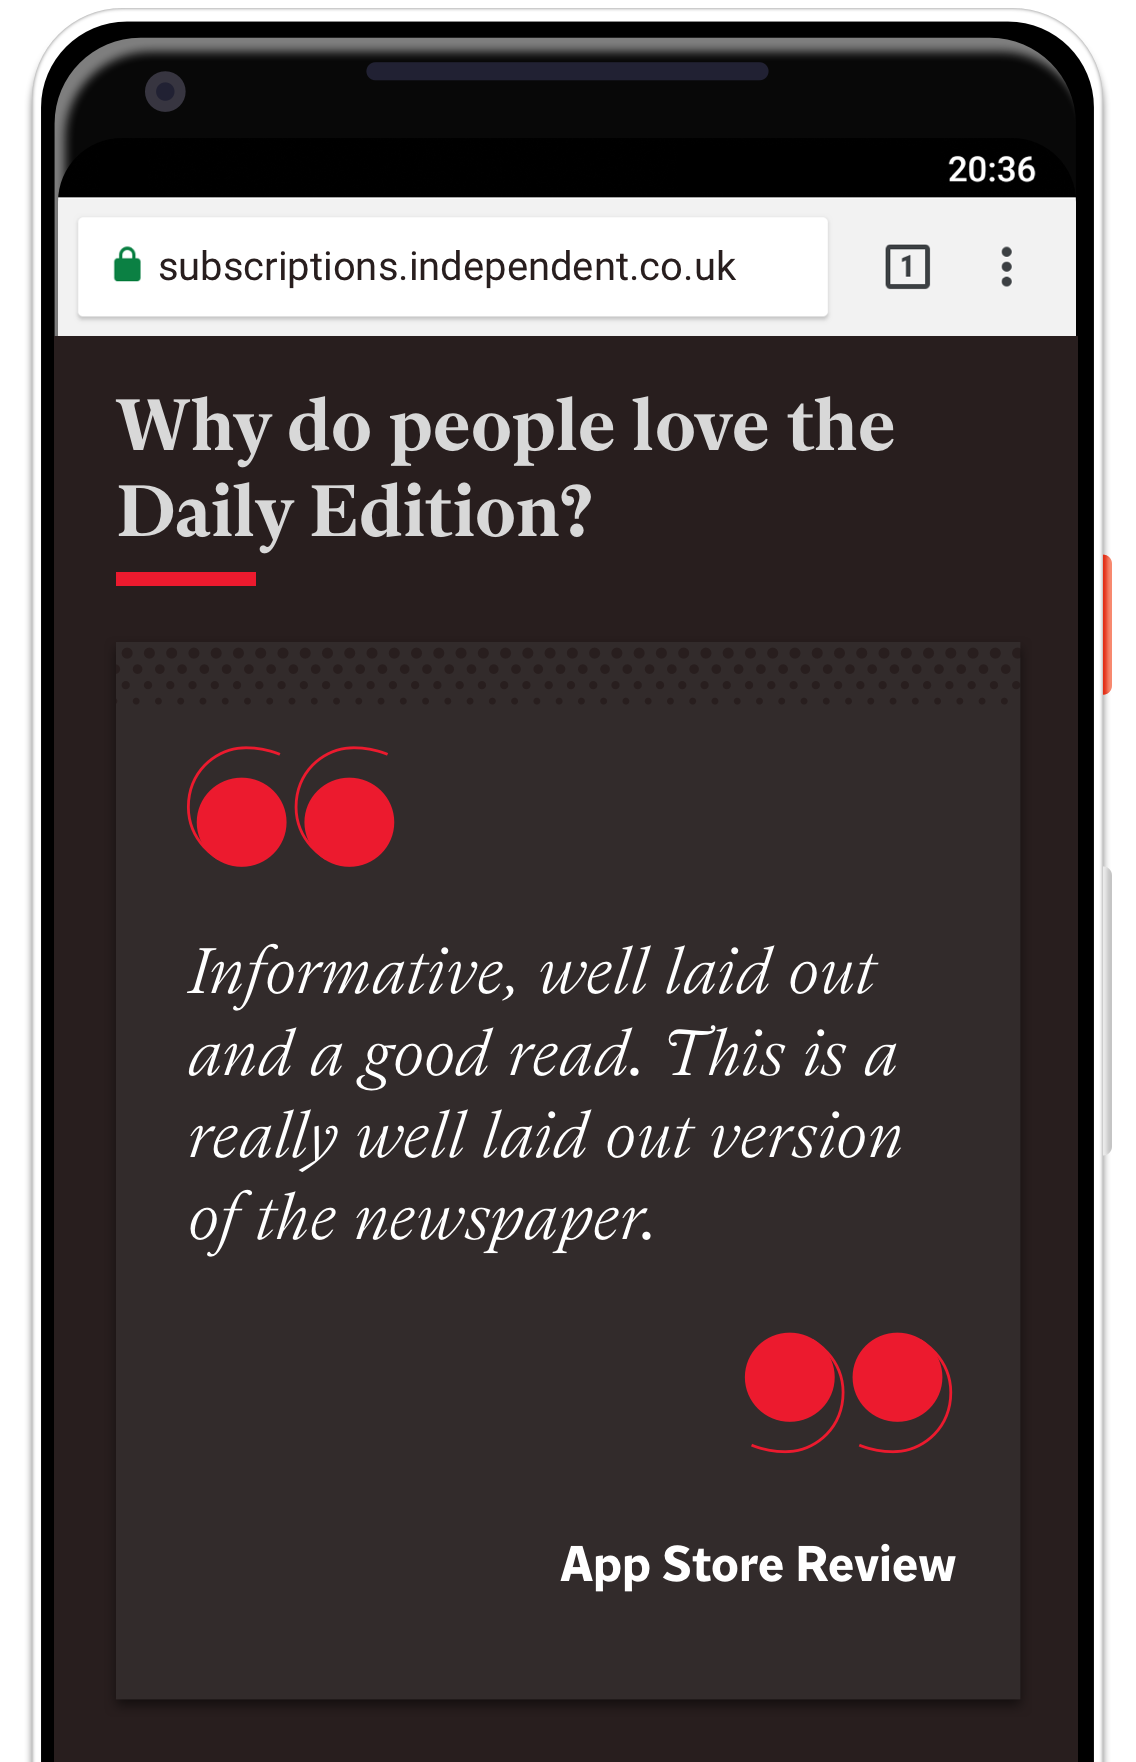 20:36
subscriptions.independent.co.uk
1
Why do people love the
Daily Edition?
Informative, well laid out
and a good read. This is a
really well laid out version
of the newspaper.
App Store Review